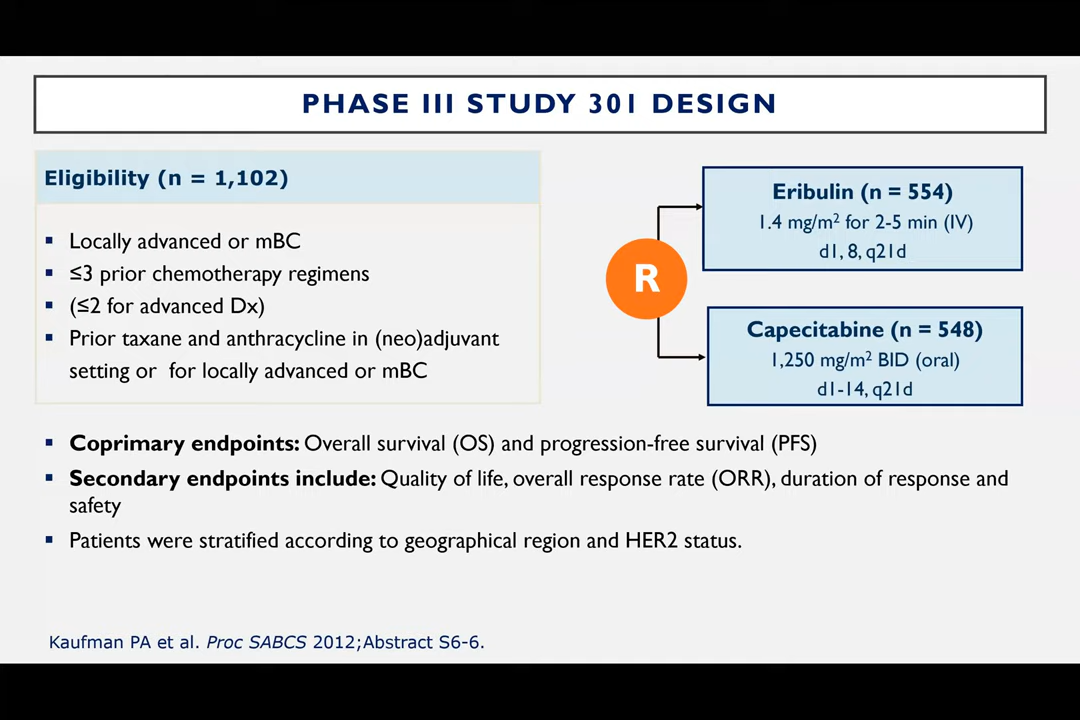 PHASE III STUDY 301 DESIGN
Eligibility (n = 1,102)
▪ Locally advanced or mBC
▪ ≤3 prior chemotherapy regimens
▪ (≤2 for advanced Dx)
▪ Prior taxane and anthracycline in (neo)adjuvant
setting or for locally advanced or mBC
R
Eribulin (n = 554)
1.4 mg/m² for 2-5 min (IV)
d1, 8, q21d
Capecitabine (n = 548)
1,250 mg/m² BID (oral)
d1-14, q21d
▪ Coprimary endpoints: Overall survival (OS) and progression-free survival (PFS)
▪ Secondary endpoints include: Quality of life, overall response rate (ORR), duration of response and
safety
▪ Patients were stratified according to geographical region and HER2 status.
Kaufman PA et al. Proc SABCS 2012;Abstract S6-6.